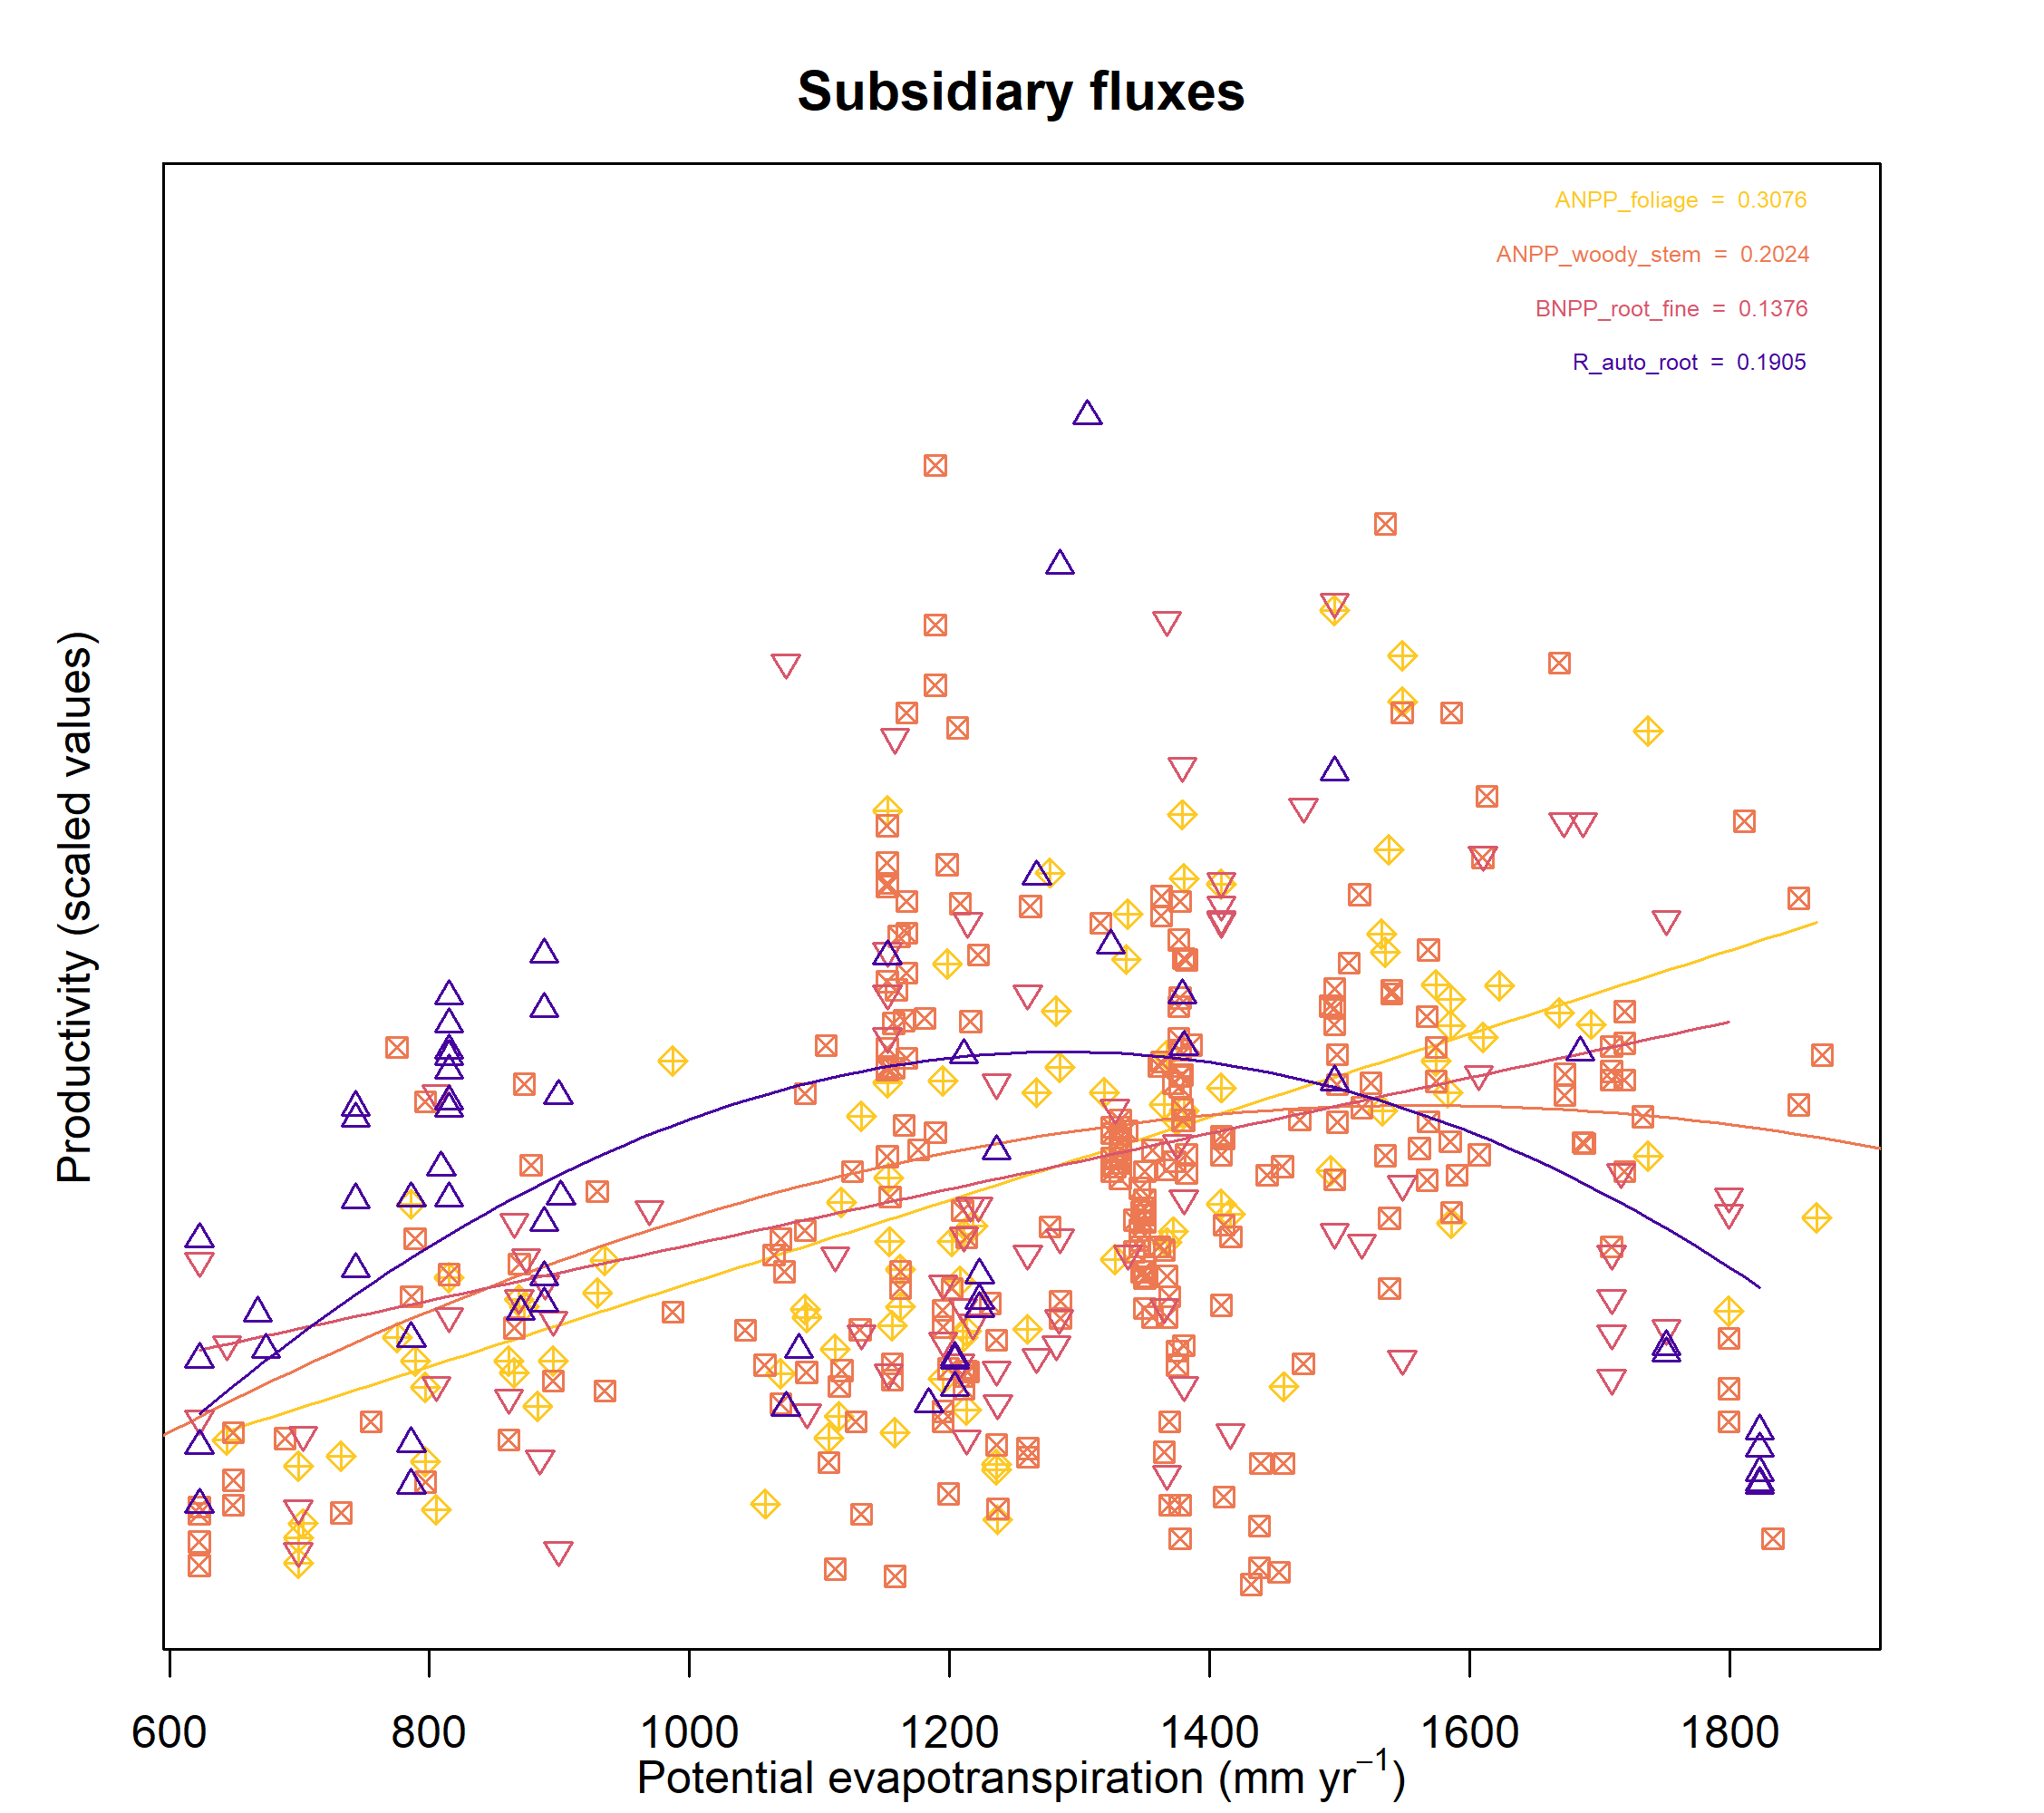 Subsidiary fluxes
ANPP_foliage = 0.3076
ANPP_woody_stem = 0.2024
BNPP_root_fine = 0.1376
R_auto_root = 0.1905
Productivity (scaled values)
600 800 1000 1200 1400 1600 1800
Potential evapotranspiration (mm yr⁻¹)